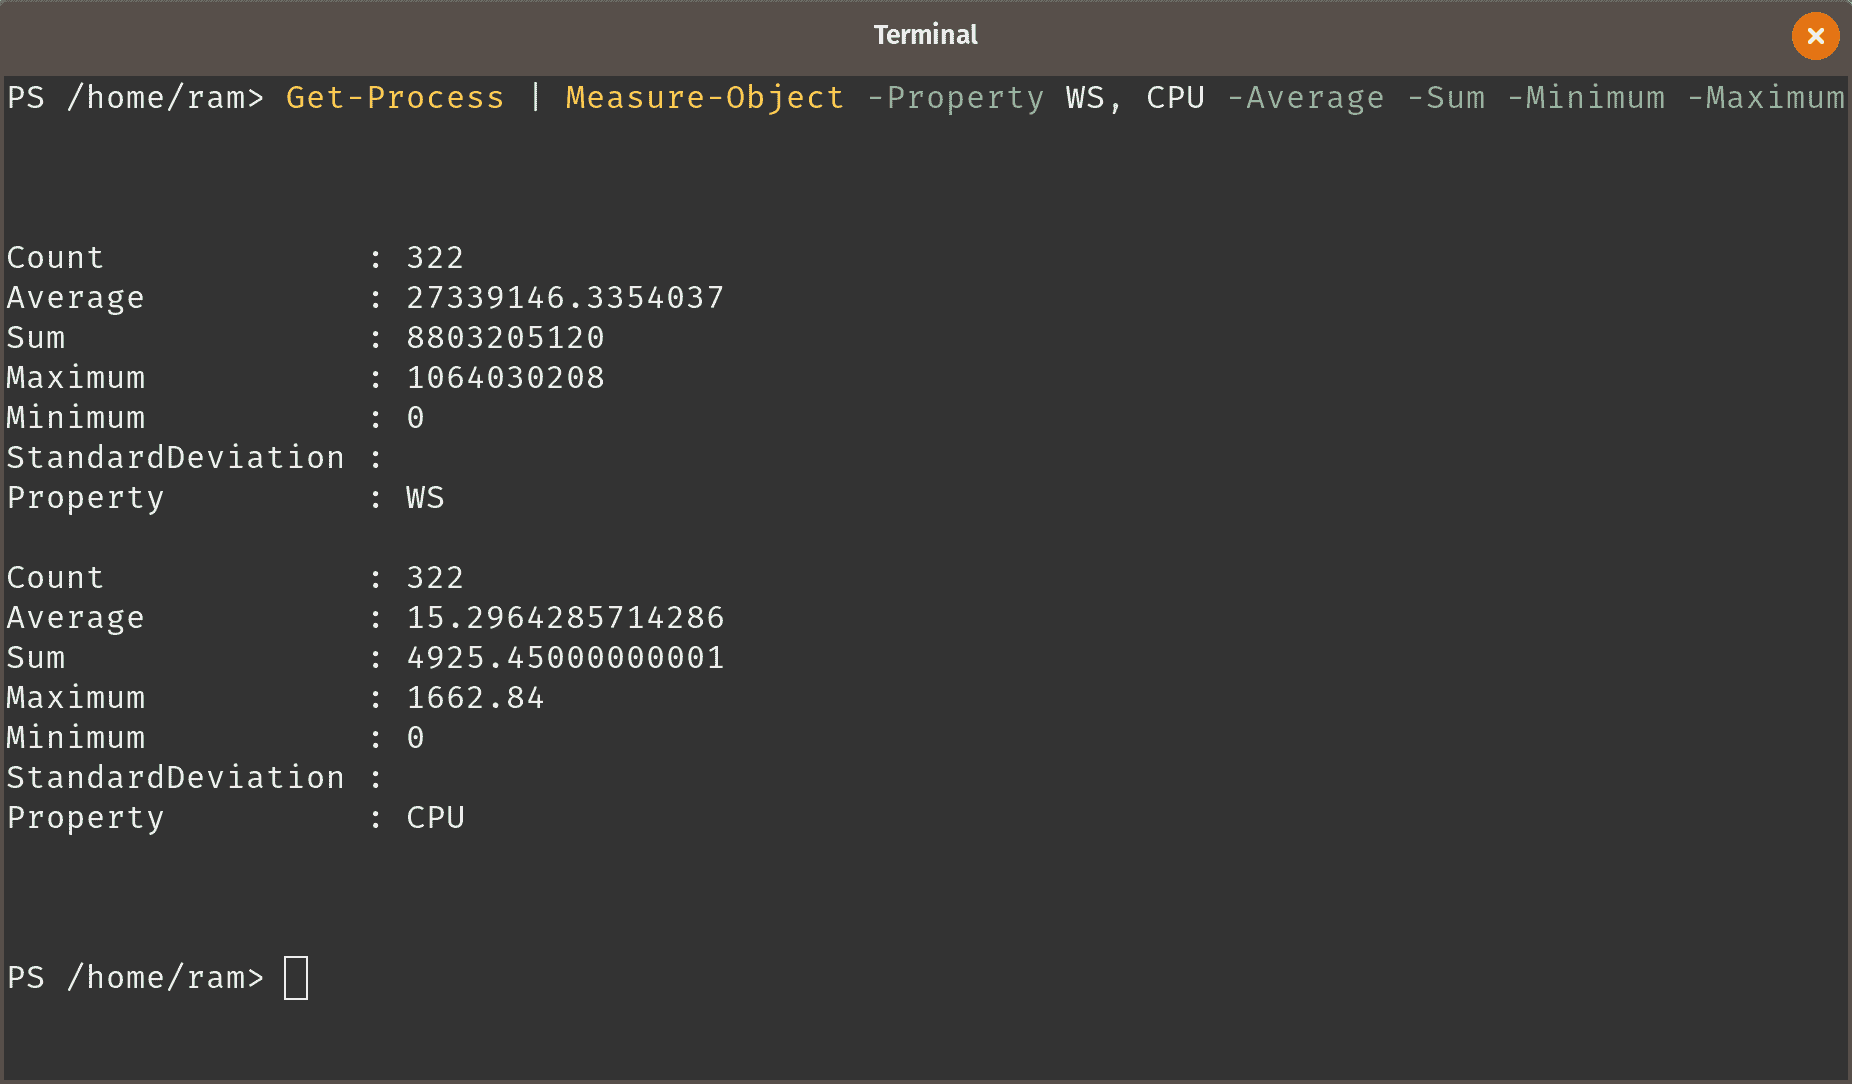 Terminal
PS /home/ram> Get-Process | Measure-Object -Property WS, CPU -Average -Sum -Minimum -Maximum
Count : 322
Average : 27339146.3354037
Sum : 8803205120
Maximum : 1064030208
Minimum : 0
StandardDeviation :
Property : WS
Count : 322
Average : 15.2964285714286
Sum : 4925.45000000001
Maximum : 1662.84
Minimum : 0
StandardDeviation :
Property : CPU
PS /home/ram>